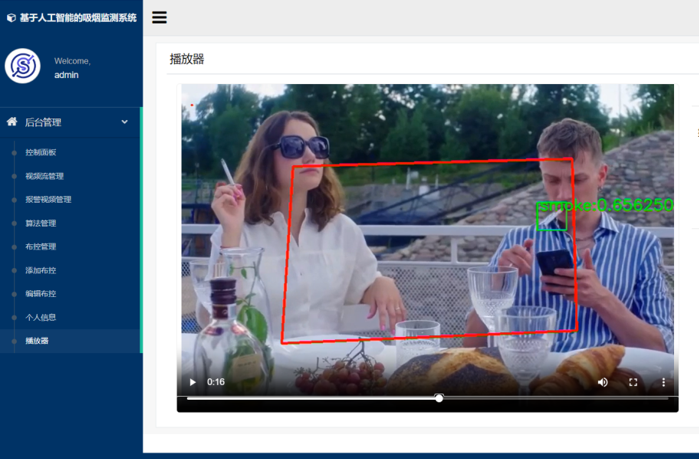 基于人工智能的吸烟监测系统
Welcome,
admin
后台管理
控制面板
视频流管理
报警视频管理
算法管理
布控管理
添加布控
编辑布控
个人信息
播放器
播放器
smoke:0.656250
0:16